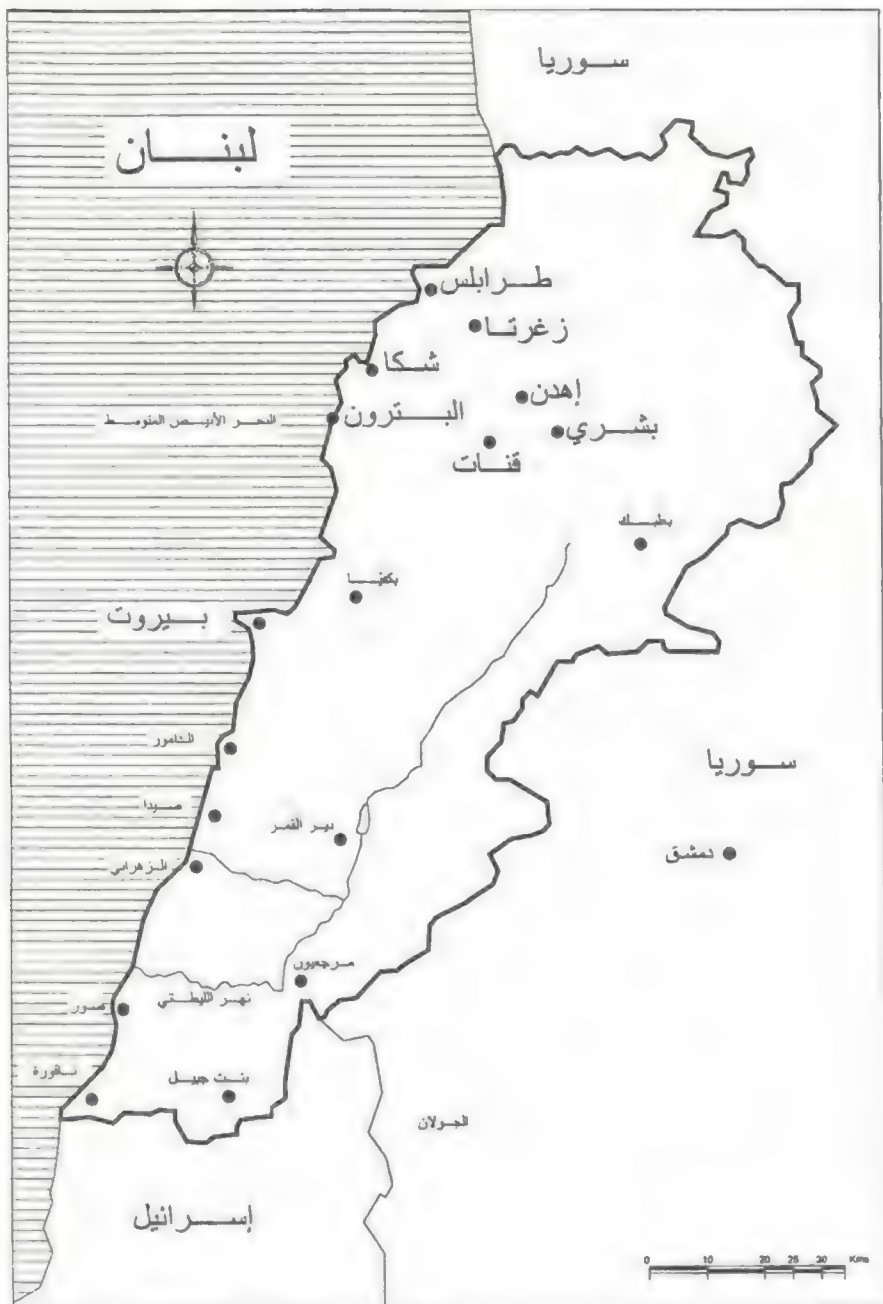 سوريا
لبنان
طرابلس
زغرتا
شكا
إهدن
البترون
البحر الأبيض المتوسط
بشري
قنات
بعلبك
بكفيا
بيروت
الدامور
سوريا
صيدا
دير القمر
دمشق
الزهراني
مرجعيون
نهر الليطاني
صور
ناقورة
بنت جبيل
الجولان
إسرائيل
0 10 20 25 30 Kms